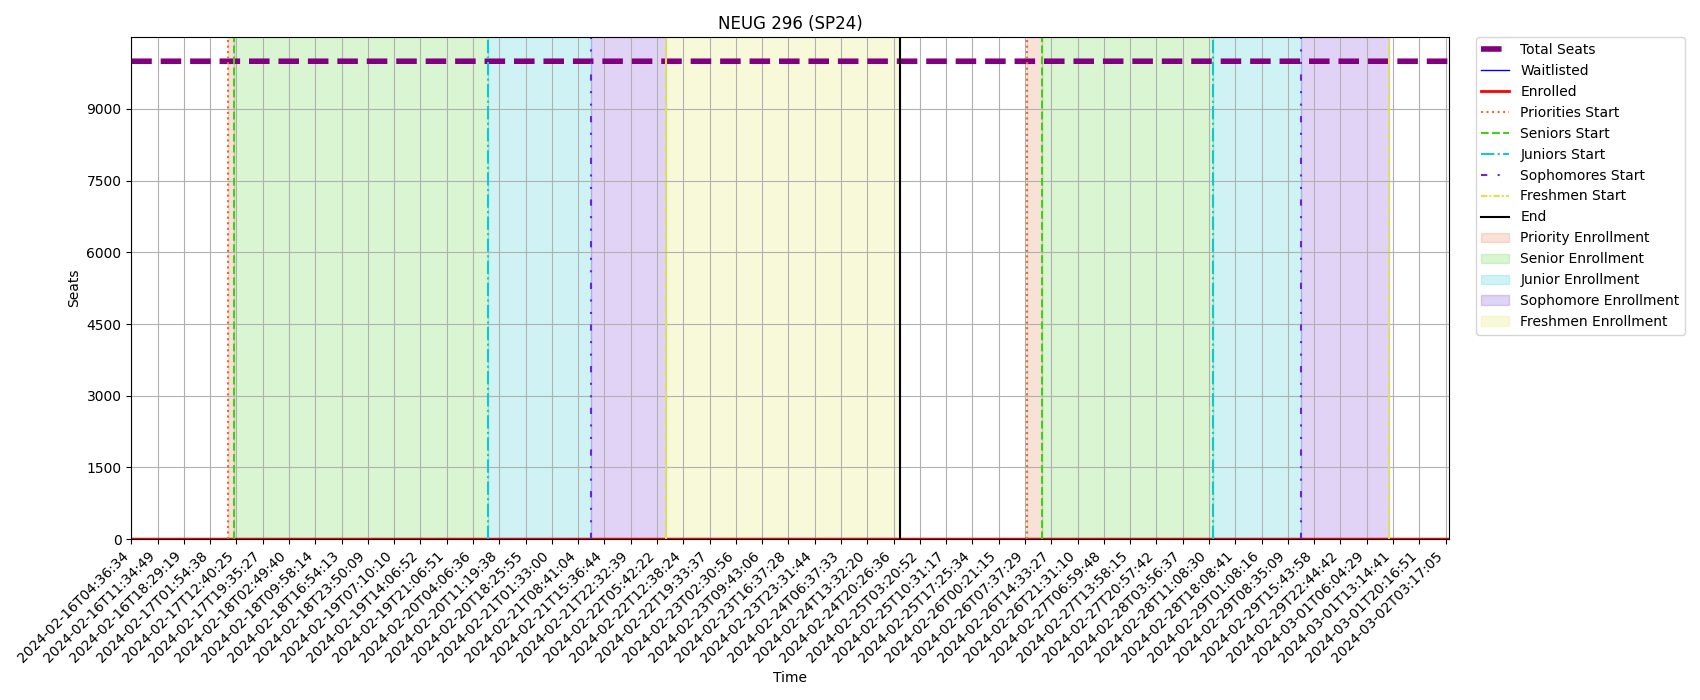 NEUG 296 (SP24)
Seats
9000
7500
6000
4500
3000
1500
0
2024-02-16T04:36:34
2024-02-16T11:34:49
2024-02-16T18:29:19
2024-02-17T01:54:38
2024-02-17T12:40:25
2024-02-17T19:35:27
2024-02-18T02:49:40
2024-02-18T09:58:14
2024-02-18T16:54:13
2024-02-18T23:50:09
2024-02-19T07:10:10
2024-02-19T14:06:52
2024-02-19T21:06:51
2024-02-20T04:06:36
2024-02-20T11:19:38
2024-02-20T18:25:55
2024-02-21T01:33:00
2024-02-21T08:41:04
2024-02-21T15:36:44
2024-02-21T22:32:39
2024-02-22T05:42:22
2024-02-22T12:38:24
2024-02-22T19:33:37
2024-02-23T02:30:56
2024-02-23T09:43:06
2024-02-23T16:37:28
2024-02-23T23:31:44
2024-02-24T06:37:33
2024-02-24T13:32:20
2024-02-24T20:26:36
2024-02-25T03:20:52
2024-02-25T10:31:17
2024-02-25T17:25:34
2024-02-26T00:21:15
2024-02-26T07:37:29
2024-02-26T14:33:27
2024-02-26T21:31:10
2024-02-27T06:59:48
2024-02-27T13:58:15
2024-02-27T20:57:42
2024-02-28T03:56:37
2024-02-28T11:08:30
2024-02-28T18:08:41
2024-02-29T01:08:16
2024-02-29T08:35:09
2024-02-29T15:43:58
2024-02-29T22:44:42
2024-03-01T06:04:29
2024-03-01T13:14:41
2024-03-01T20:16:51
2024-03-02T03:17:05
Time
Total Seats
Waitlisted
Enrolled
Priorities Start
Seniors Start
Juniors Start
Sophomores Start
Freshmen Start
End
Priority Enrollment
Senior Enrollment
Junior Enrollment
Sophomore Enrollment
Freshmen Enrollment